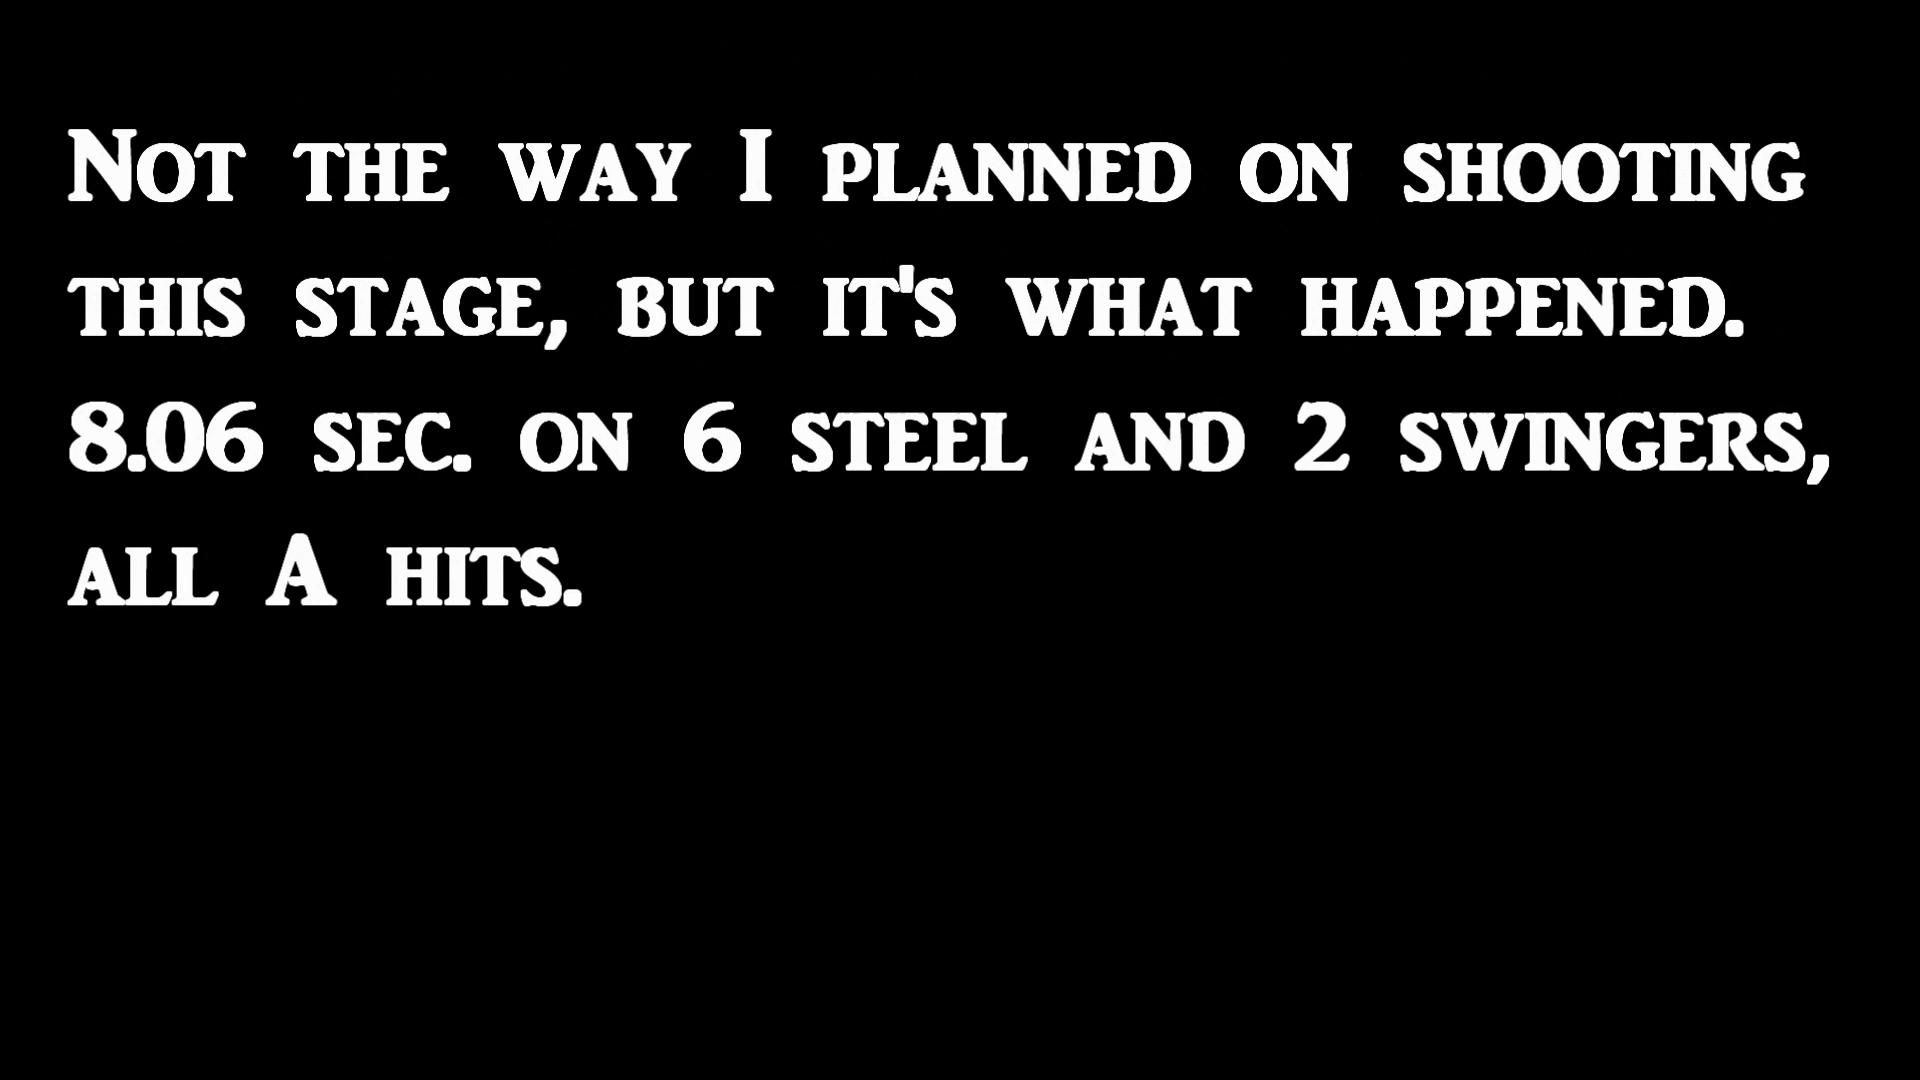 Not the way I planned on shooting
this stage, but it's what happened.
8.06 sec. on 6 steel and 2 swingers,
all A hits.